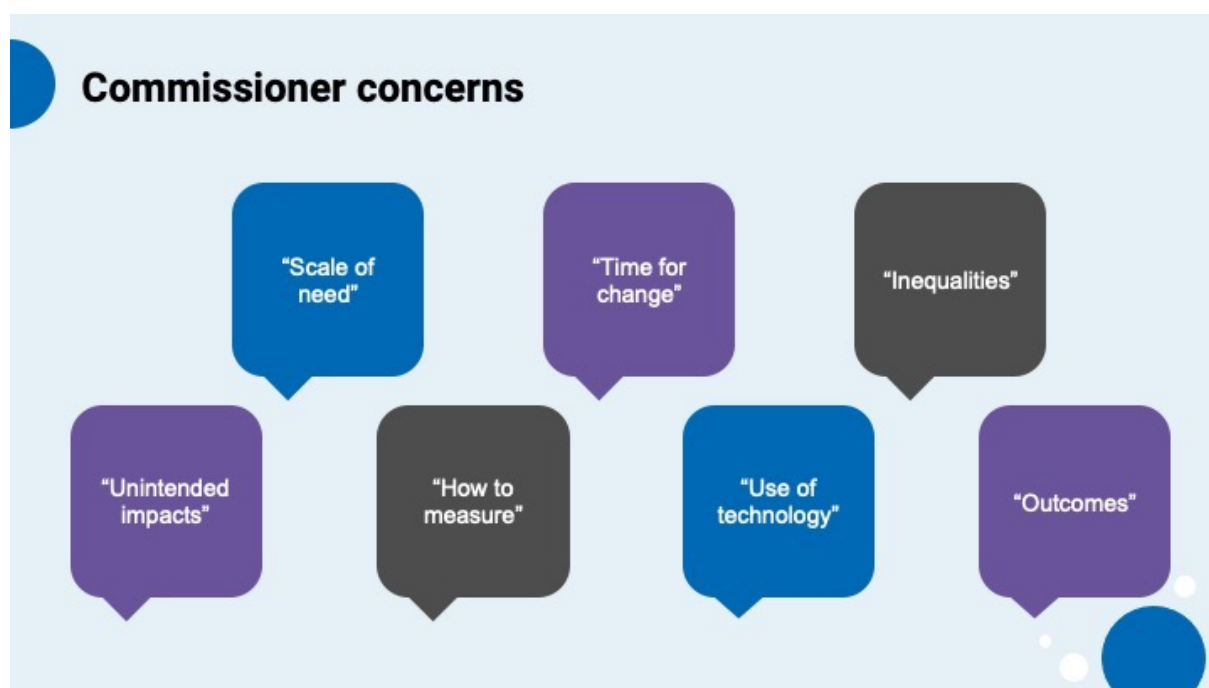 Commissioner concerns
“Scale of
need”
“Time for
change”
“Inequalities”
“Unintended
impacts”
“How to
measure”
“Use of
technology”
“Outcomes”